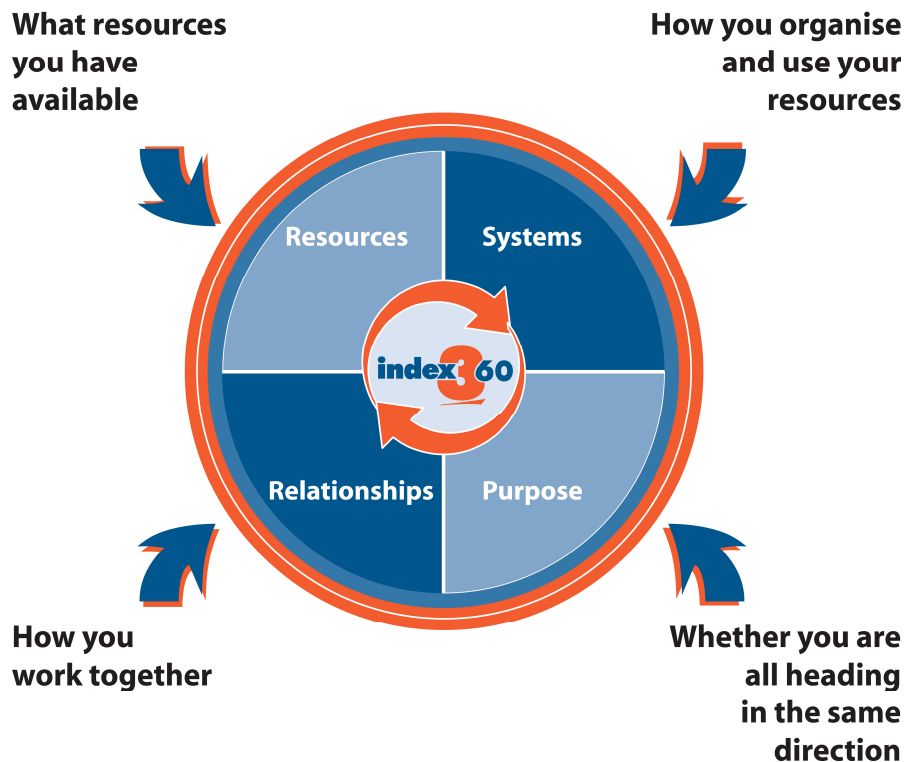 What resources
you have
available
How you organise
and use your
resources
Resources
Systems
index360
Relationships
Purpose
How you
work together
Whether you are
all heading
in the same
direction